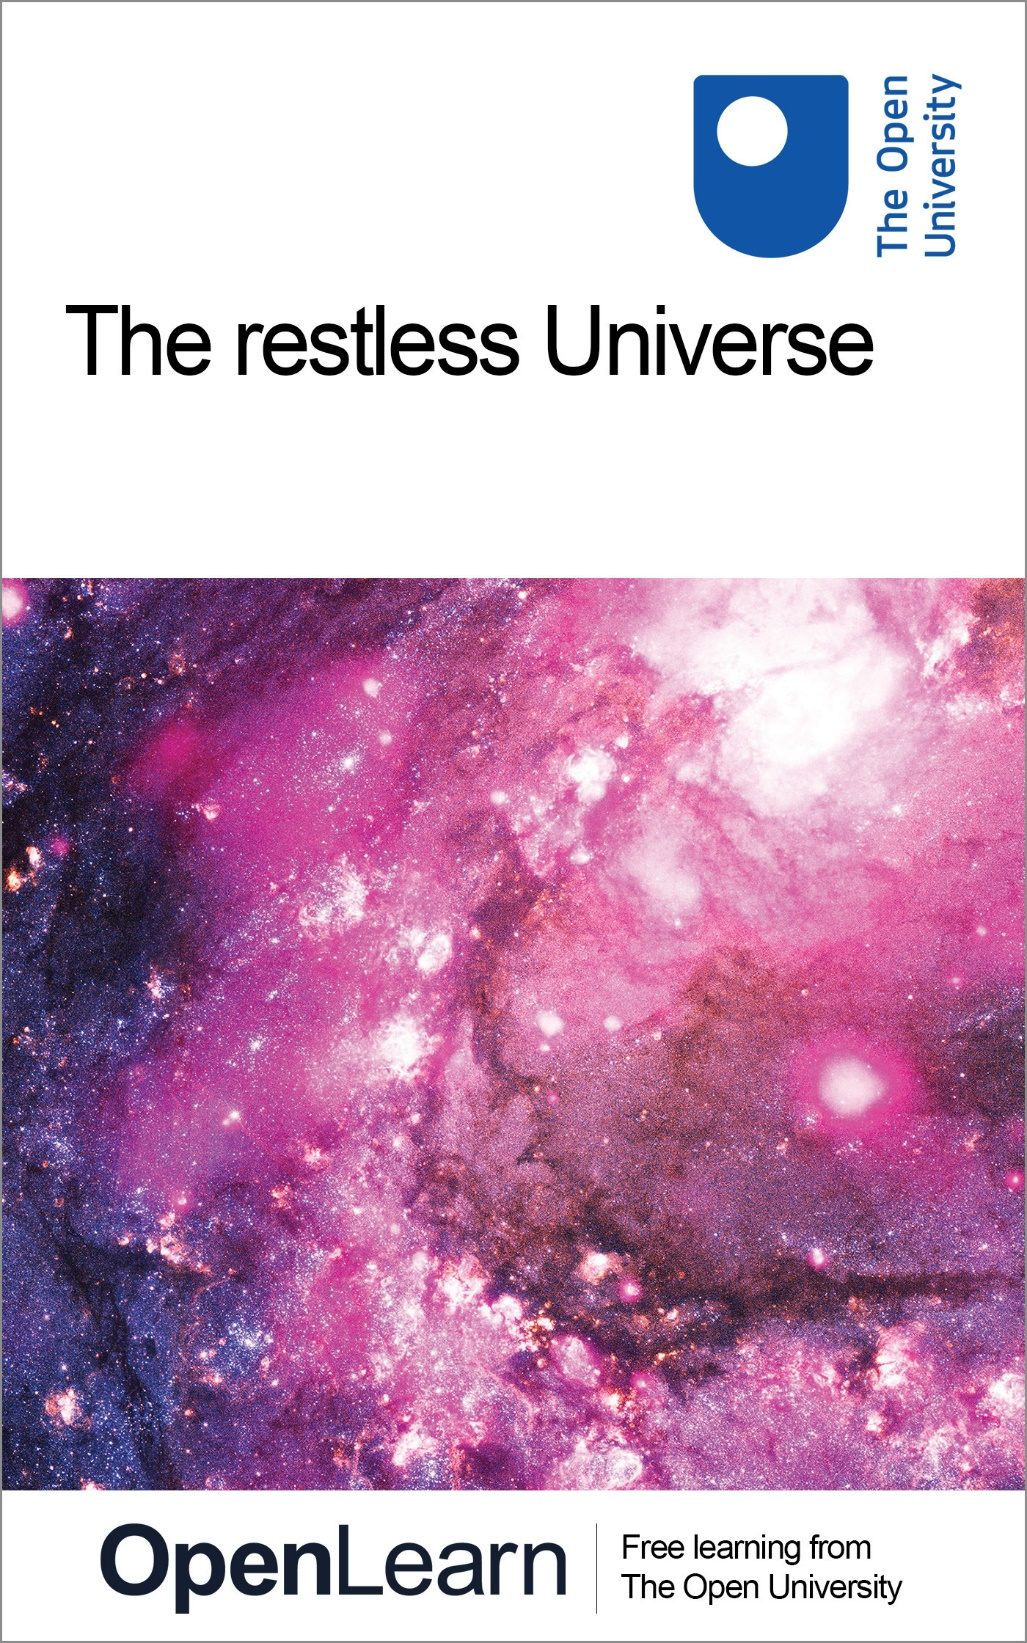 The Open
University
The restless Universe
OpenLearn
Free learning from
The Open University